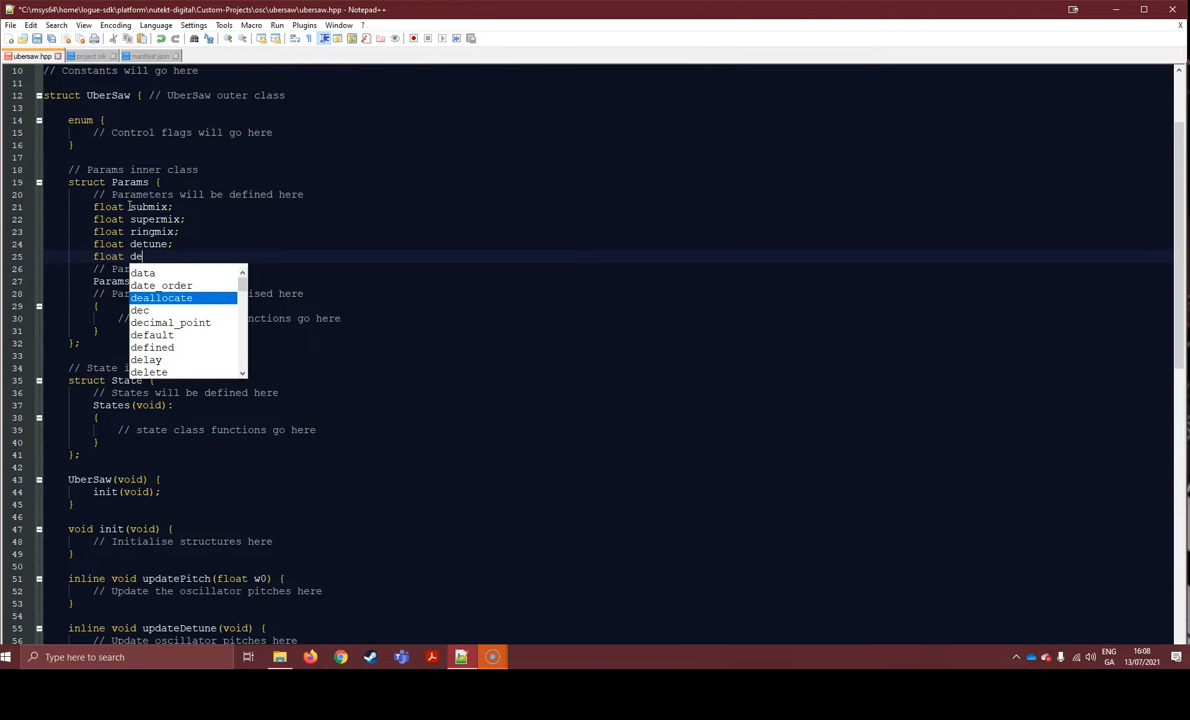 *C:\msys64\home\logue-sdk\platform\nutekt-digital\Custom-Projects\osc\ubersaw\ubersaw.hpp - Notepad++
File Edit Search View Encoding Language Settings Tools Macro Run Plugins Window ? X
ubersaw.hpp project.mk manifest.json
10 // Constants will go here
11
12 struct UberSaw { // UberSaw outer class
13
14 enum {
15 // Control flags will go here
16 }
17
18 // Params inner class
19 struct Params {
20 // Parameters will be defined here
21 float submix;
22 float supermix;
23 float ringmix;
24 float detune;
25 float de
26 // Par
27 Params
28 // Par ised here
29 {
30 // nctions go here
31 }
32 };
data
date_order
deallocate
dec
decimal_point
default
defined
delay
delete
33
34 // State i
35 struct State {
36 // States will be defined here
37 States(void):
38 {
39 // state class functions go here
40 }
41 };
42
43 UberSaw(void) {
44 init(void);
45 }
46
47 void init(void) {
48 // Initialise structures here
49 }
50
51 inline void updatePitch(float w0) {
52 // Update the oscillator pitches here
53 }
54
55 inline void updateDetune(void) {
56 // Update oscillator pitches here
Type here to search
ENG
GA
16:08
13/07/2021